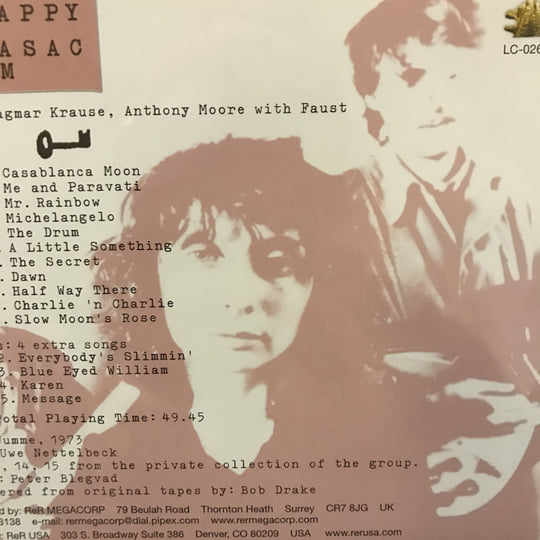 APPY
ASAC
M
LC-026
agmar Krause, Anthony Moore with Faust
Casablanca Moon
Me and Paravati
Mr. Rainbow
Michelangelo
The Drum
. A Little Something
. The Secret
. Dawn
. Half Way There
. Charlie 'n Charlie
. Slow Moon's Rose
s: 4 extra songs
2. Everybody's Slimmin'
3. Blue Eyed William
4. Karen
5. Message
otal Playing Time: 49.45
Wumme, 1973
Uwe Nettelbeck
, 14, 15 from the private collection of the group.
: Peter Blegvad
ered from original tapes by: Bob Drake
d by: ReR MEGACORP 79 Beulah Road Thornton Heath Surrey CR7 8JG UK
3138 e-mail: rermegacorp@dial.pipex.com www.rermegacorp.com
: ReR USA 303 S. Broadway Suite 386 Denver, CO 80209 USA www.rerusa.com